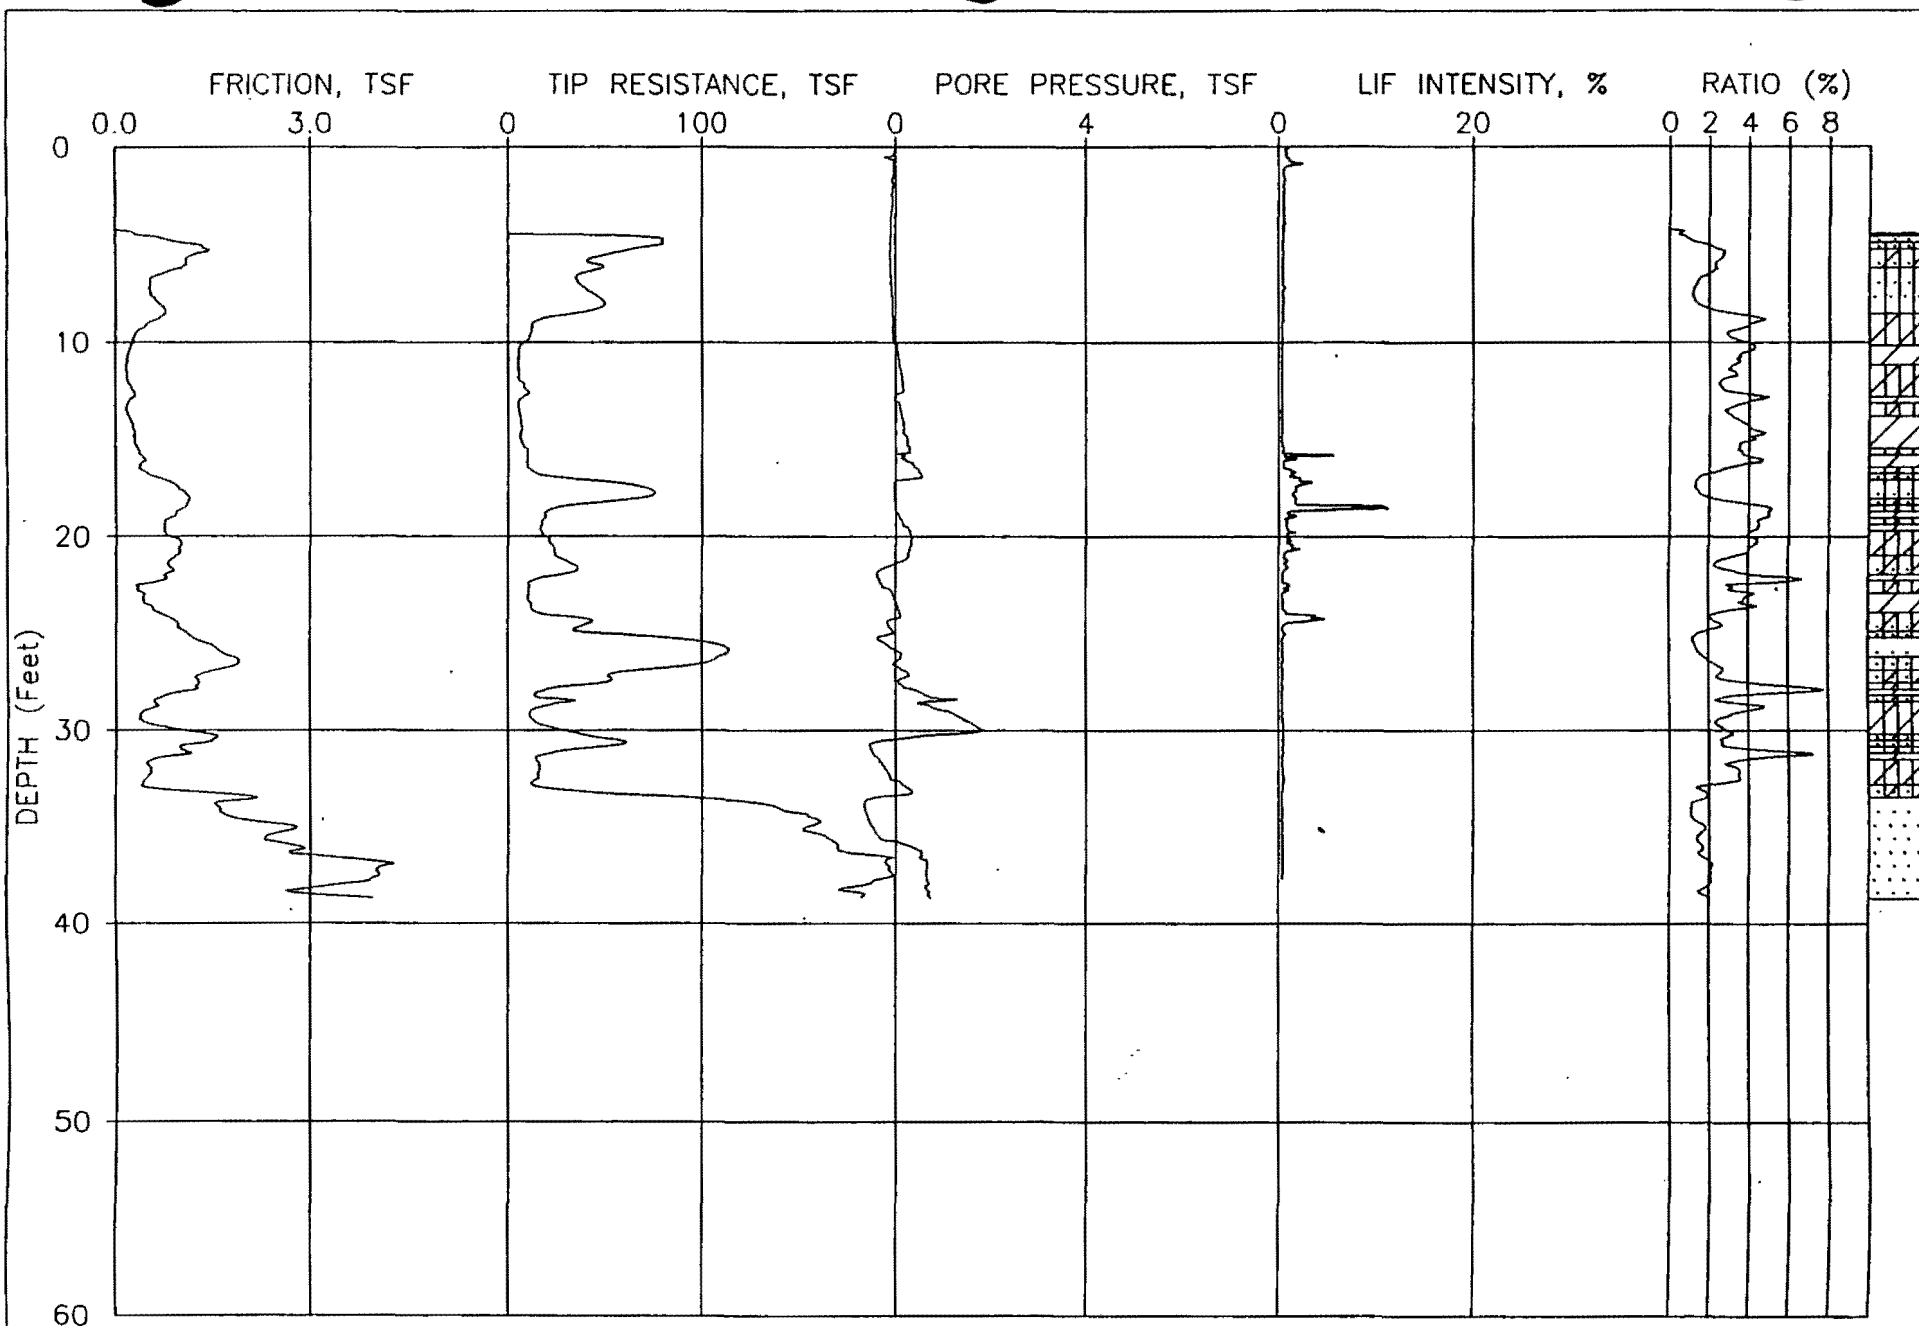 FRICTION, TSF TIP RESISTANCE, TSF PORE PRESSURE, TSF LIF INTENSITY, % RATIO (%)
0.0 3.0 0 100 0 4 0 20 0 2 4 6 8
0
10
20
30
40
50
60
DEPTH (Feet)